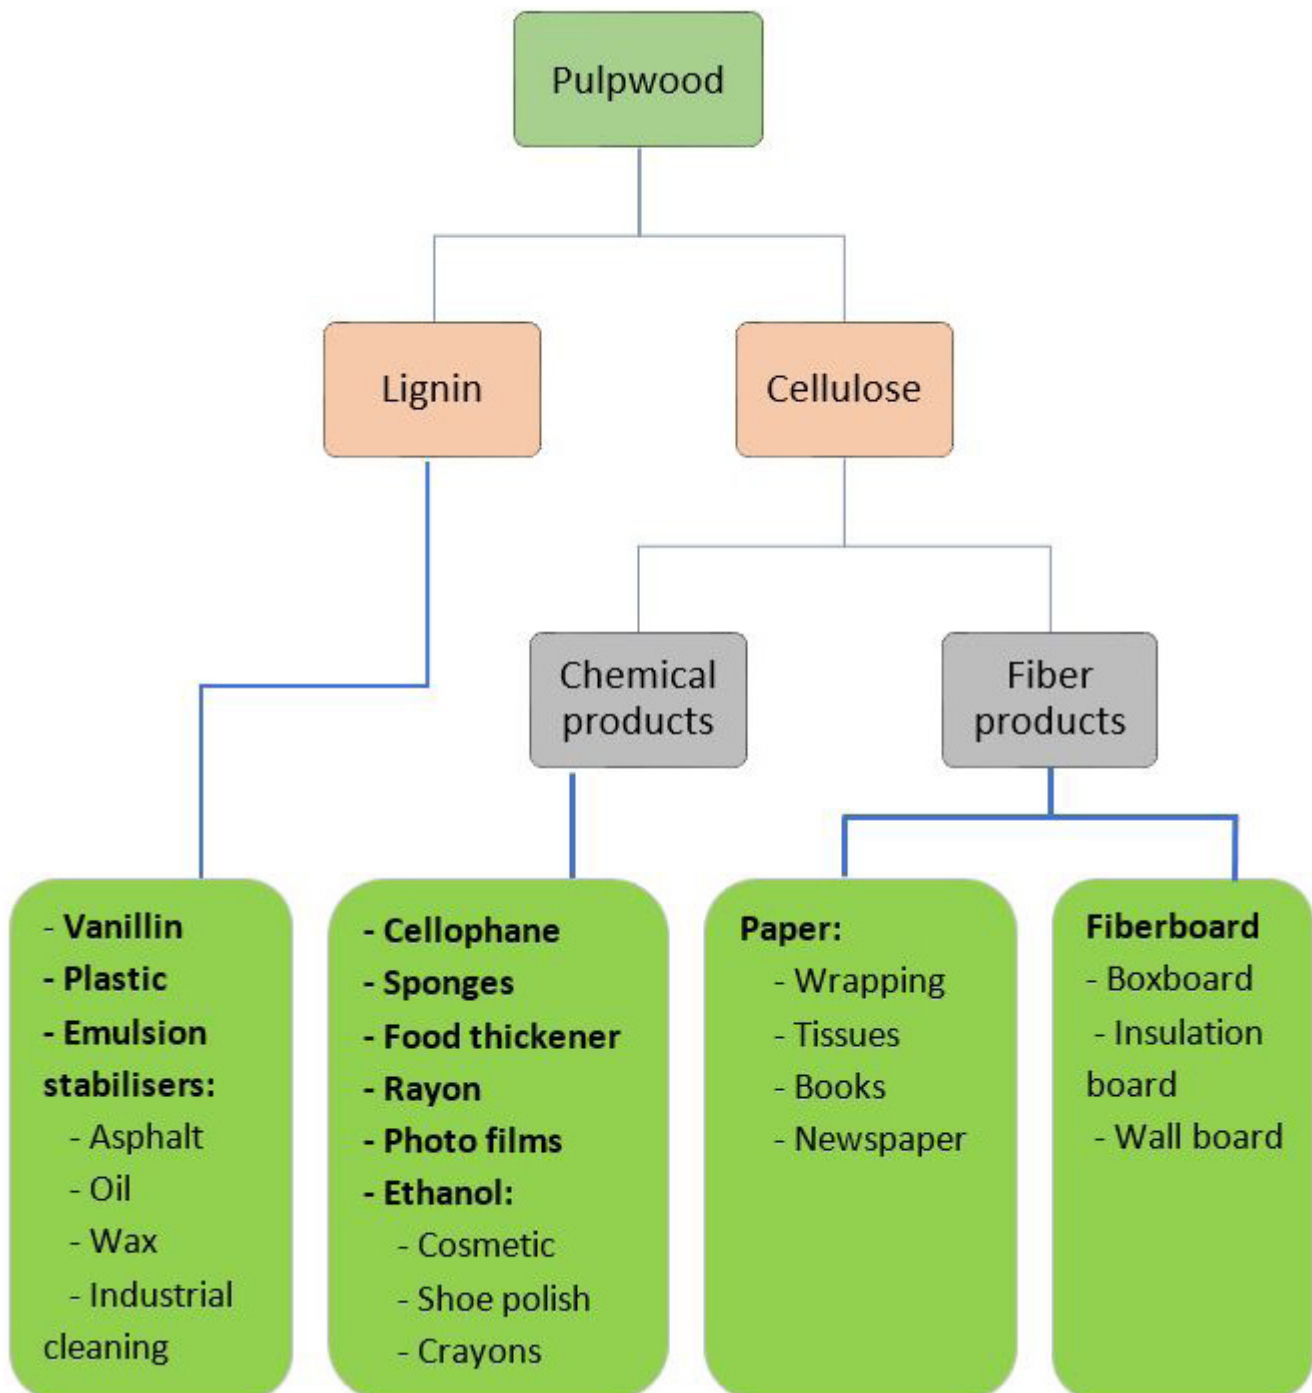 Pulpwood
Lignin
Cellulose
Chemical
products
Fiber
products
- Vanillin
- Plastic
- Emulsion
stabilisers:
- Asphalt
- Oil
- Wax
- Industrial
cleaning
- Cellophane
- Sponges
- Food thickener
- Rayon
- Photo films
- Ethanol:
- Cosmetic
- Shoe polish
- Crayons
Paper:
- Wrapping
- Tissues
- Books
- Newspaper
Fiberboard
- Boxboard
- Insulation
board
- Wall board